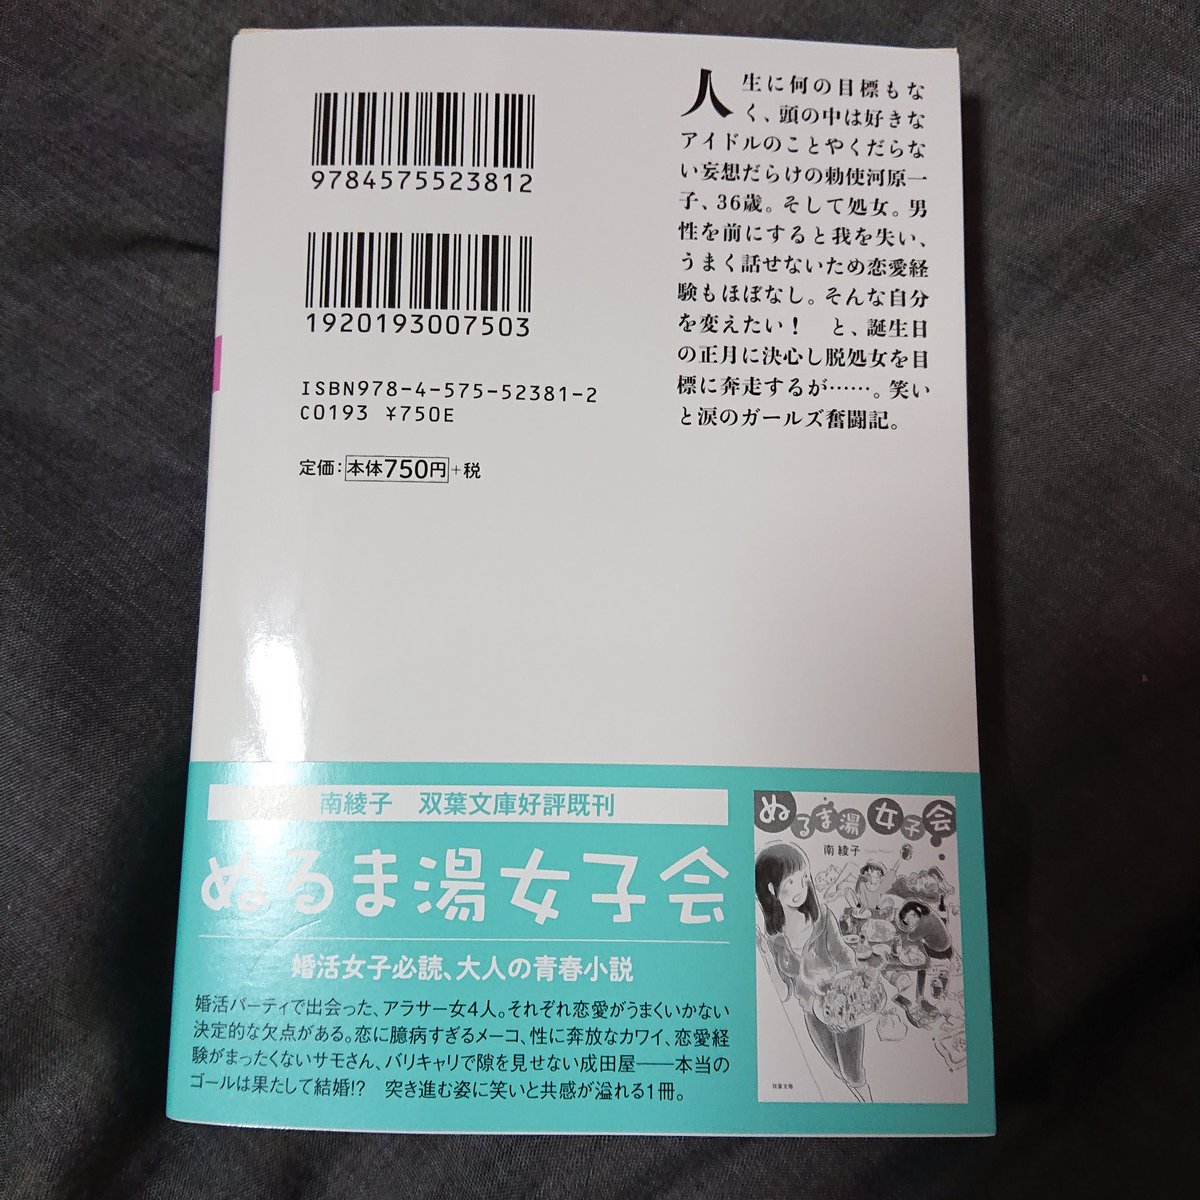 9784575523812
1920193007503
ISBN978-4-575-52381-2
C0193 ¥750E
定価：本体750円+税
人生に何の目標もな
く、頭の中は好きな
アイドルのことやくだらな
い妄想だらけの勅使河原一
子、36歳。そして処女。男
性を前にすると我を失い、
うまく話せないため恋愛経
験もほぼなし。そんな自分
を変えたい！　と、誕生日
の正月に決心し脱処女を目
標に奔走するが……。笑い
と涙のガールズ奮闘記。
南綾子　双葉文庫好評既刊
ぬるま湯女子会
婚活女子必読、大人の青春小説
婚活パーティで出会った、アラサー女4人。それぞれ恋愛がうまくいかない
決定的な欠点がある。恋に臆病すぎるメーコ、性に奔放なカワイ、恋愛経
験がまったくないサモさん、バリキャリで隙を見せない成田屋――本当の
ゴールは果たして結婚!?　突き進む姿に笑いと共感が溢れる1冊。
ぬるま湯女子会
南綾子
双葉文庫